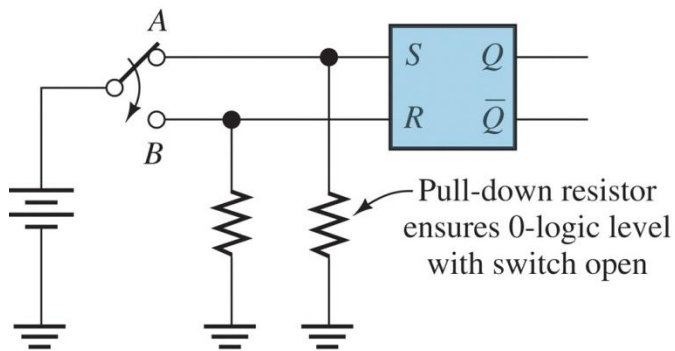 A
S Q
R Q̅
B
Pull-down resistor
ensures 0-logic level
with switch open